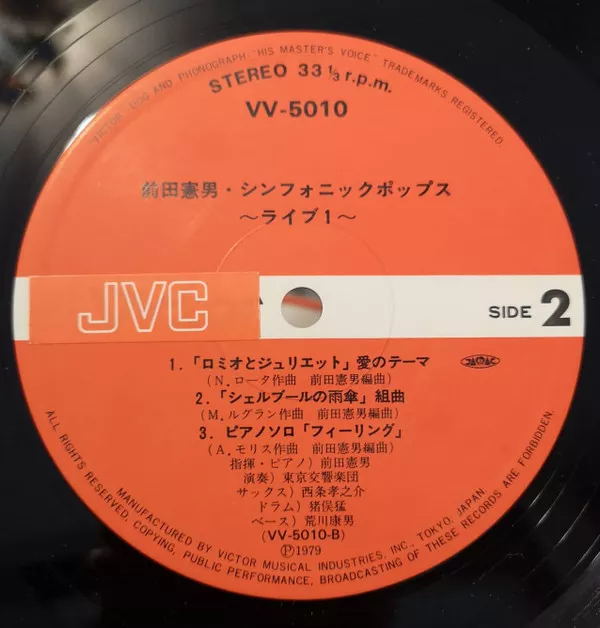 VICTOR, DOG AND PHONOGRAPH "HIS MASTER'S VOICE" TRADEMARKS REGISTERED.
STEREO 33 1/3 r.p.m.
VV-5010
前田憲男・シンフォニックポップス
～ライブ1～
JVC
SIDE 2
1. 「ロミオとジュリエット」愛のテーマ
(N. ロータ作曲 前田憲男編曲)
2. 「シェルブールの雨傘」組曲
(M. ルグラン作曲 前田憲男編曲)
3. ピアノソロ「フィーリング」
(A. モリス作曲 前田憲男編曲)
指揮・ピアノ) 前田憲男
演奏) 東京交響楽団
サックス) 西条孝之介
ドラム) 猪俣猛
ベース) 荒川康男
(VV-5010-B)
Ⓟ1979
ALL RIGHTS RESERVED. COPYING, PUBLIC PERFORMANCE, BROADCASTING OF THESE RECORDS ARE FORBIDDEN.
MANUFACTURED BY VICTOR MUSICAL INDUSTRIES, INC., TOKYO, JAPAN.